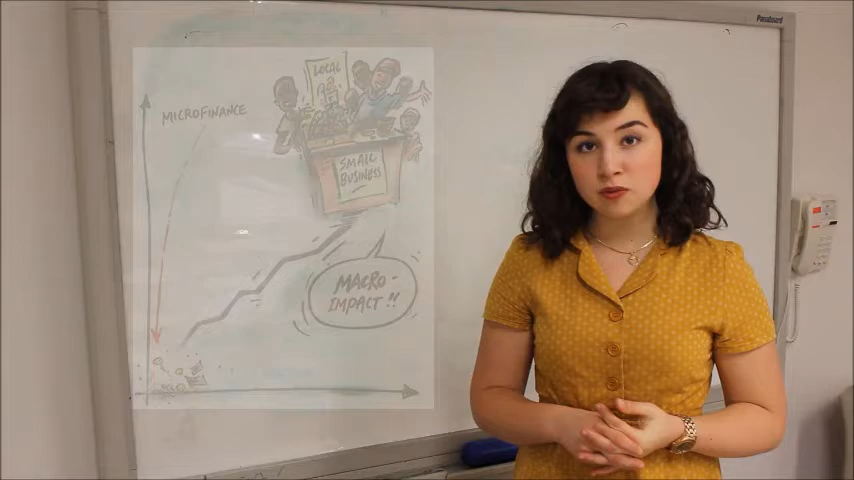 Panaboard
LOCAL
MICROFINANCE
SMALL
BUSINESS
MACRO-
IMPACT!!